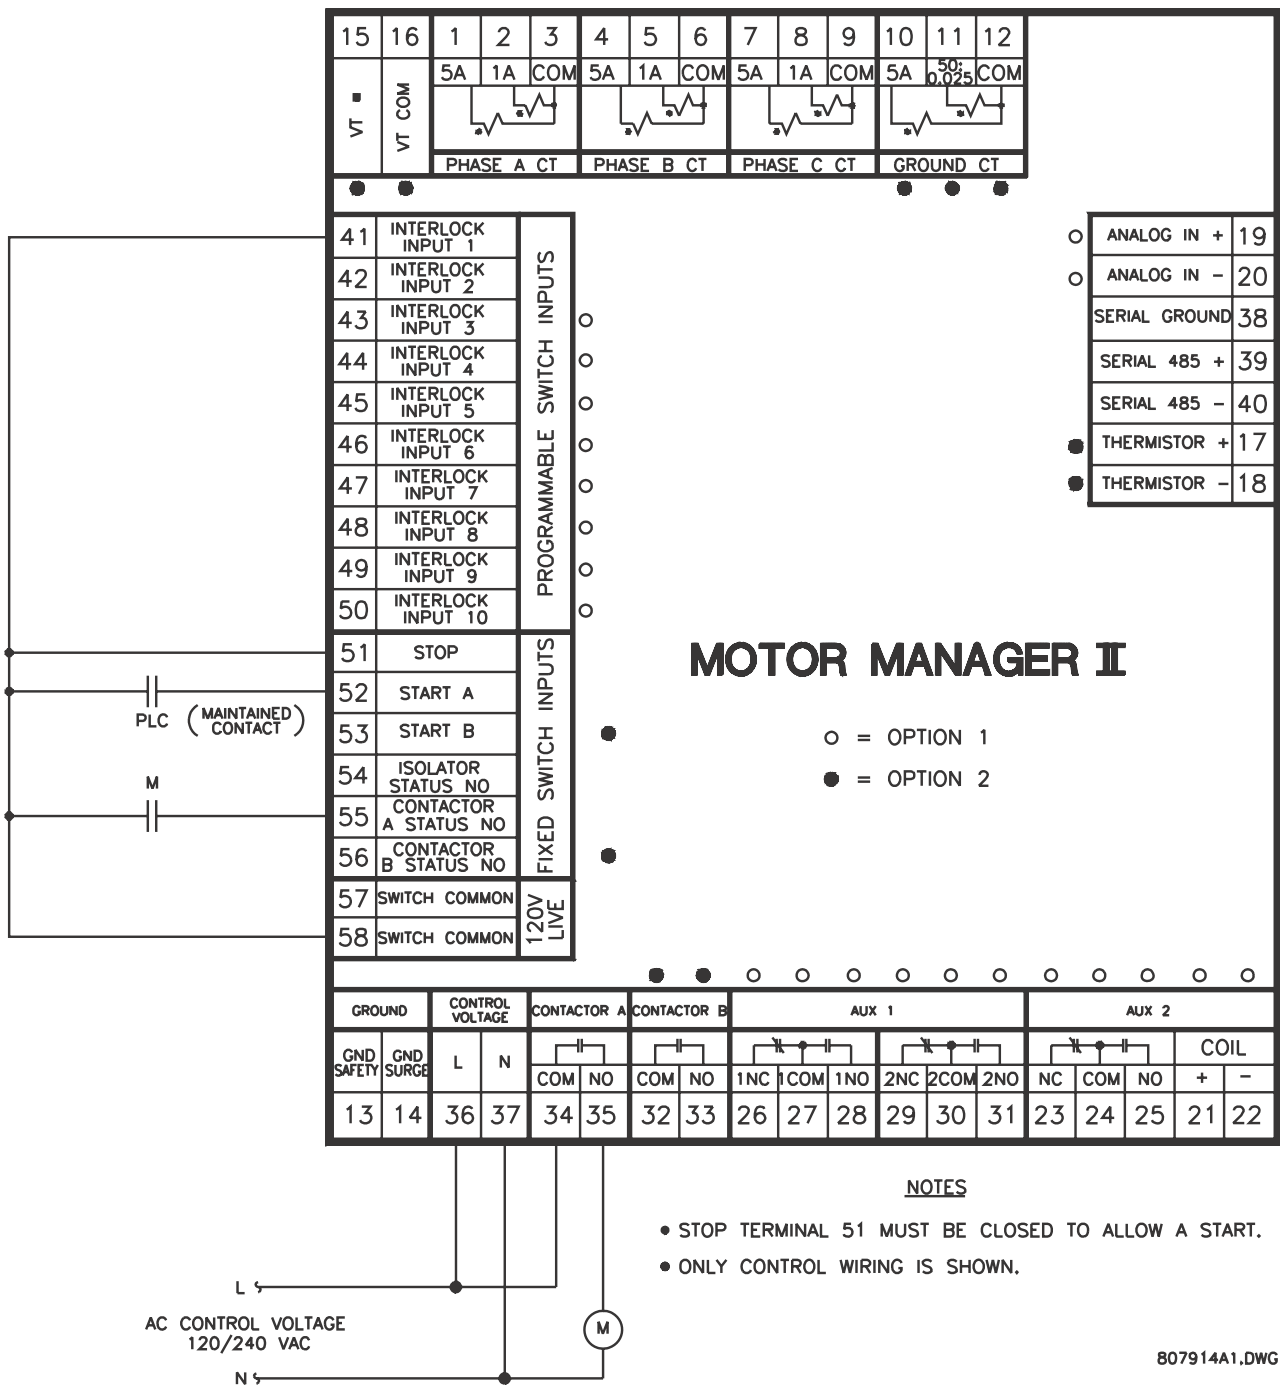 15 16 1 2 3 4 5 6 7 8 9 10 11 12
5A 1A COM 5A 1A COM 5A 1A COM 5A 50: 0.025 COM
VT
VT COM
PHASE A CT PHASE B CT PHASE C CT GROUND CT
41 INTERLOCK INPUT 1
42 INTERLOCK INPUT 2
43 INTERLOCK INPUT 3
44 INTERLOCK INPUT 4
45 INTERLOCK INPUT 5
46 INTERLOCK INPUT 6
47 INTERLOCK INPUT 7
48 INTERLOCK INPUT 8
49 INTERLOCK INPUT 9
50 INTERLOCK INPUT 10
PROGRAMMABLE SWITCH INPUTS
51 STOP
52 START A
53 START B
54 ISOLATOR STATUS NO
55 CONTACTOR A STATUS NO
56 CONTACTOR B STATUS NO
FIXED SWITCH INPUTS
57 SWITCH COMMON
58 SWITCH COMMON
120V LIVE
PLC (MAINTAINED CONTACT)
M
ANALOG IN + 19
ANALOG IN - 20
SERIAL GROUND 38
SERIAL 485 + 39
SERIAL 485 - 40
THERMISTOR + 17
THERMISTOR - 18
MOTOR MANAGER II
= OPTION 1
= OPTION 2
GROUND CONTROL VOLTAGE CONTACTOR A CONTACTOR B AUX 1 AUX 2
GND SAFETY GND SURGE L N COM NO COM NO 1NC 1COM 1NO 2NC 2COM 2NO NC COM NO COIL + -
13 14 36 37 34 35 32 33 26 27 28 29 30 31 23 24 25 21 22
NOTES
• STOP TERMINAL 51 MUST BE CLOSED TO ALLOW A START.
• ONLY CONTROL WIRING IS SHOWN.
L
AC CONTROL VOLTAGE
120/240 VAC
M
N
807914A1.DWG